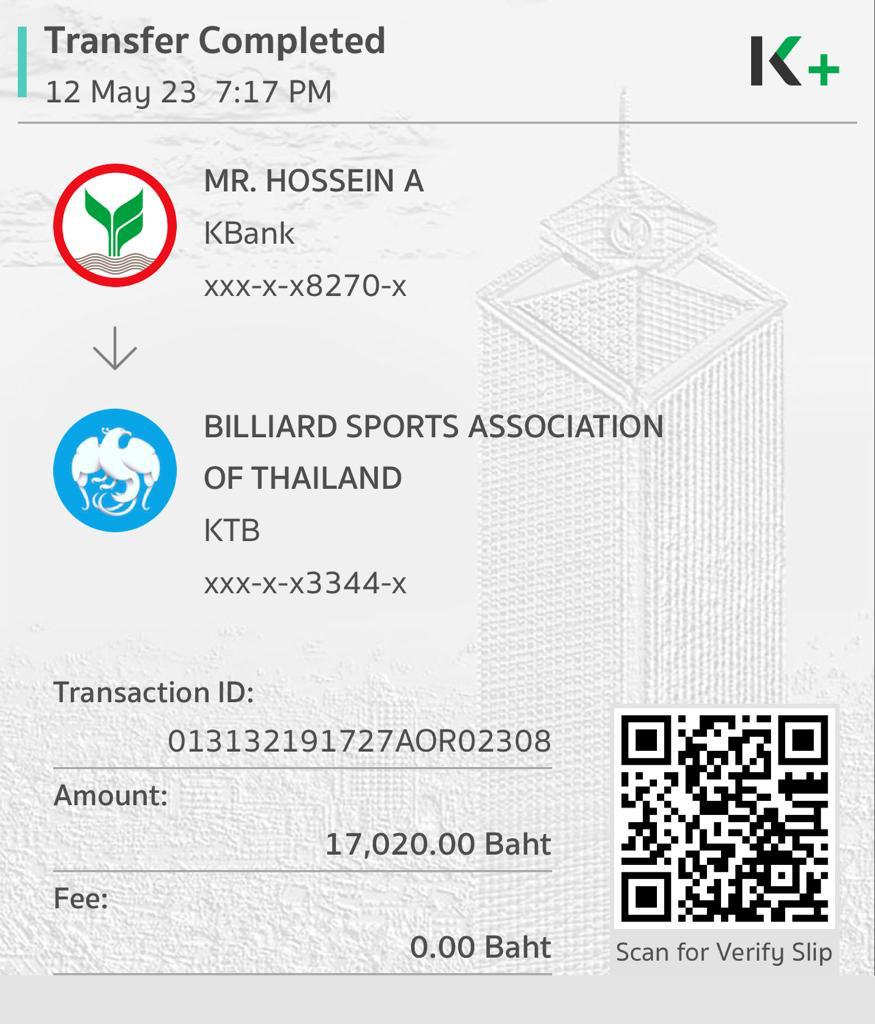 Transfer Completed
12 May 23 7:17 PM
K+
MR. HOSSEIN A
KBank
xxx-x-x8270-x
BILLIARD SPORTS ASSOCIATION
OF THAILAND
KTB
xxx-x-x3344-x
Transaction ID:
013132191727AOR02308
Amount:
17,020.00 Baht
Fee:
0.00 Baht
Scan for Verify Slip